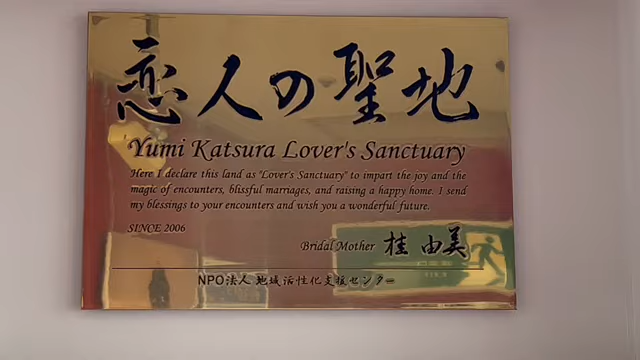 恋人の聖地
Yumi Katsura Lover's Sanctuary
Here I declare this land as "Lover's Sanctuary" to impart the joy and the
magic of encounters, blissful marriages, and raising a happy home. I send
my blessings to your encounters and wish you a wonderful future.
SINCE 2006
Bridal Mother 桂 由美
NPO法人 地域活性化支援センター